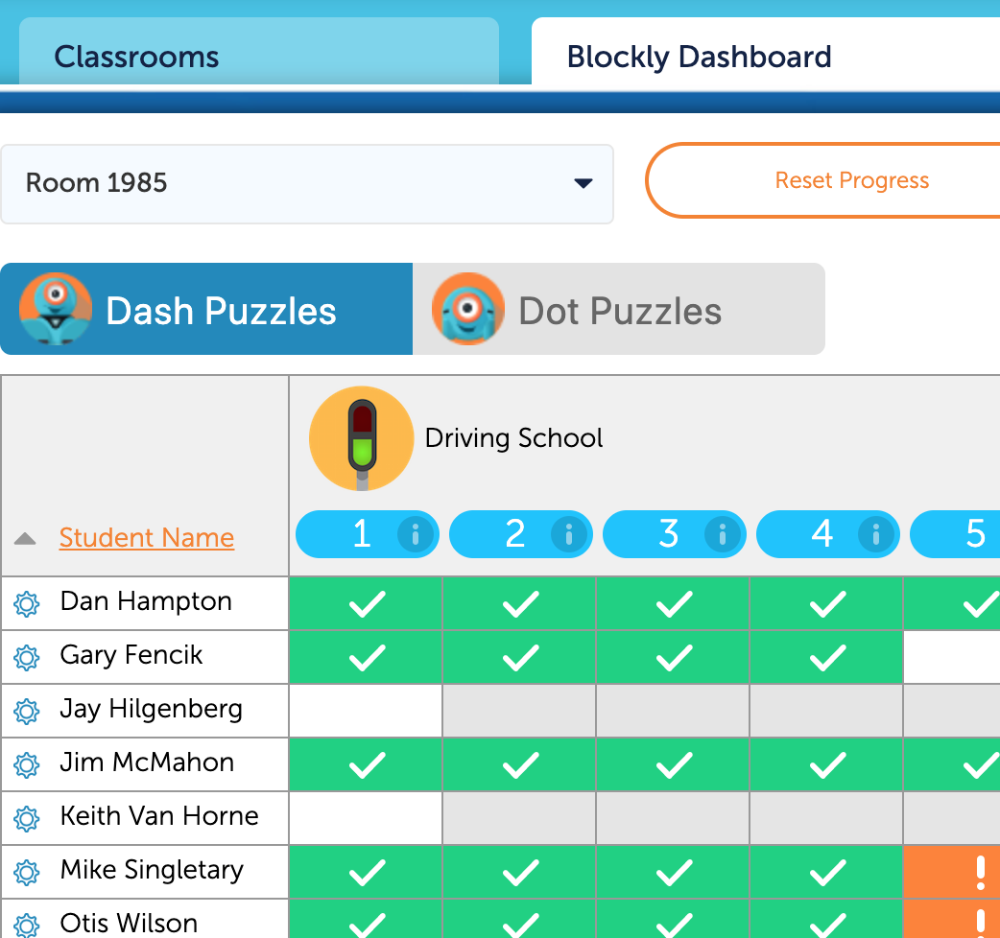 Classrooms
Blockly Dashboard
Room 1985
Reset Progress
Dash Puzzles
Dot Puzzles
Driving School
Student Name
1 i 2 i 3 i 4 i 5
Dan Hampton
Gary Fencik
Jay Hilgenberg
Jim McMahon
Keith Van Horne
Mike Singletary !
Otis Wilson !